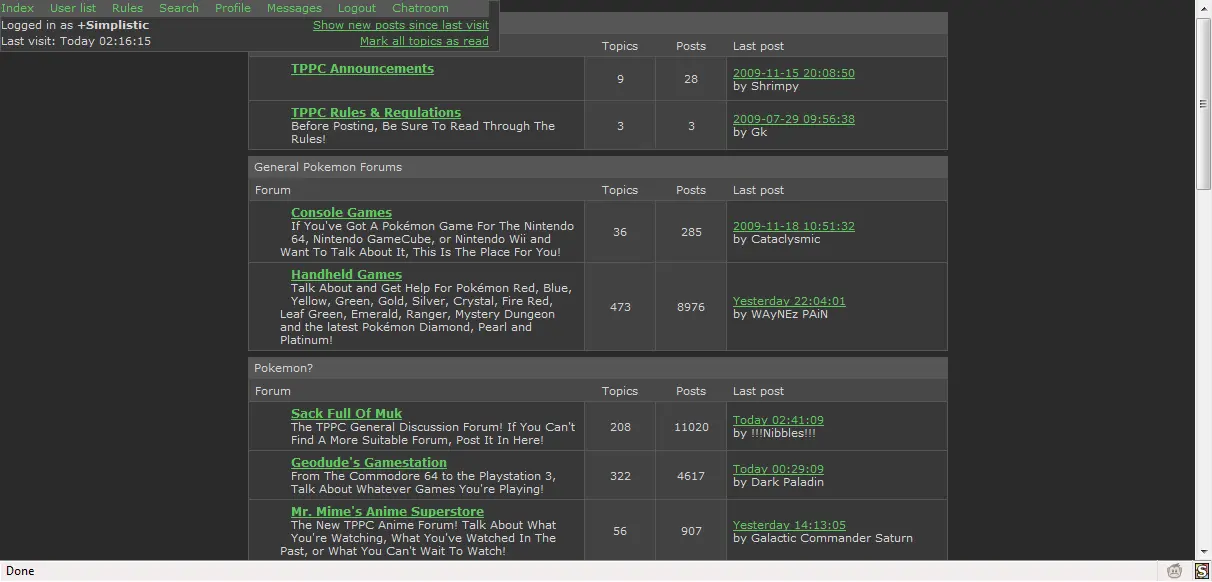 Index User list Rules Search Profile Messages Logout Chatroom
Logged in as +Simplistic Show new posts since last visit
Last visit: Today 02:16:15 Mark all topics as read
Topics Posts Last post
TPPC Announcements 9 28 2009-11-15 20:08:50
by Shrimpy
TPPC Rules & Regulations
Before Posting, Be Sure To Read Through The
Rules!
3 3 2009-07-29 09:56:38
by Gk
General Pokemon Forums
Forum Topics Posts Last post
Console Games
If You've Got A Pokémon Game For The Nintendo
64, Nintendo GameCube, or Nintendo Wii and
Want To Talk About It, This Is The Place For You!
36 285 2009-11-18 10:51:32
by Cataclysmic
Handheld Games
Talk About and Get Help For Pokémon Red, Blue,
Yellow, Green, Gold, Silver, Crystal, Fire Red,
Leaf Green, Emerald, Ranger, Mystery Dungeon
and the latest Pokémon Diamond, Pearl and
Platinum!
473 8976 Yesterday 22:04:01
by WAyNEz PAiN
Pokemon?
Forum Topics Posts Last post
Sack Full Of Muk
The TPPC General Discussion Forum! If You Can't
Find A More Suitable Forum, Post It In Here!
208 11020 Today 02:41:09
by !!!Nibbles!!!
Geodude's Gamestation
From The Commodore 64 to the Playstation 3,
Talk About Whatever Games You're Playing!
322 4617 Today 00:29:09
by Dark Paladin
Mr. Mime's Anime Superstore
The New TPPC Anime Forum! Talk About What
You're Watching, What You've Watched In The
Past, or What You Can't Wait To Watch!
56 907 Yesterday 14:13:05
by Galactic Commander Saturn
Done